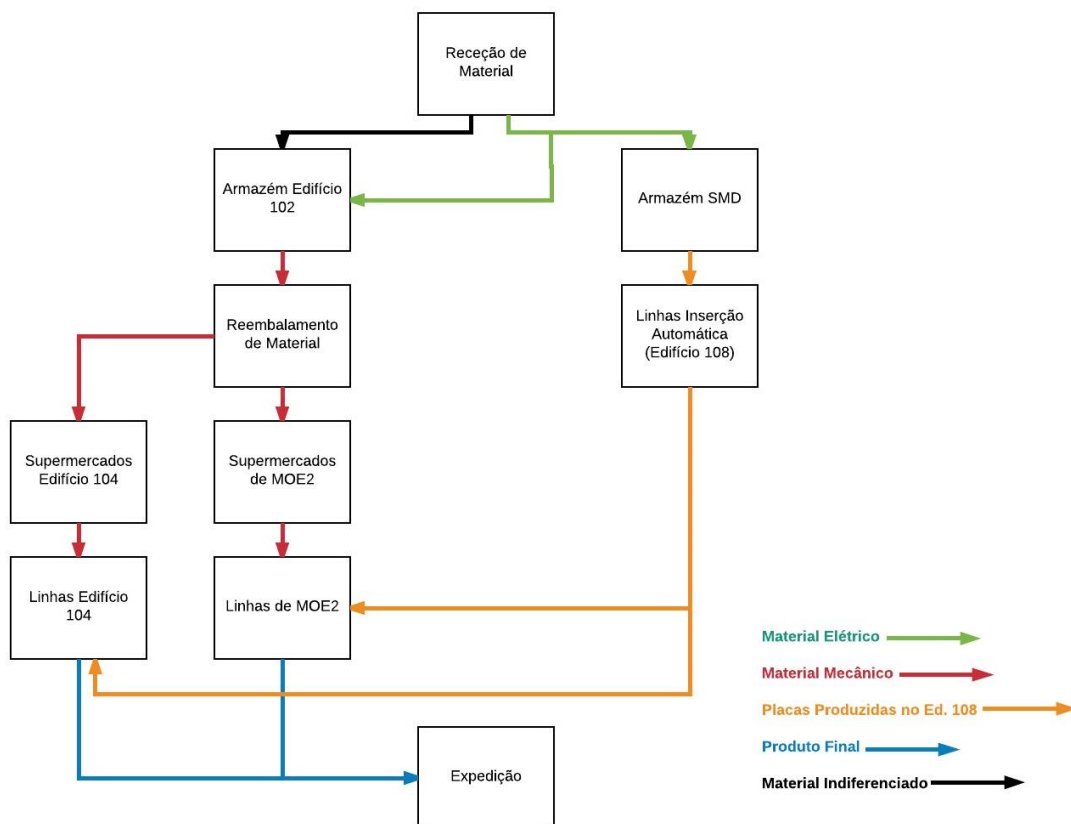 Receção de
Material
Armazém Edifício
102
Armazém SMD
Reembalamento
de Material
Linhas Inserção
Automática
(Edifício 108)
Supermercados
Edifício 104
Supermercados
de MOE2
Linhas Edifício
104
Linhas de MOE2
Expedição
Material Elétrico
Material Mecânico
Placas Produzidas no Ed. 108
Produto Final
Material Indiferenciado